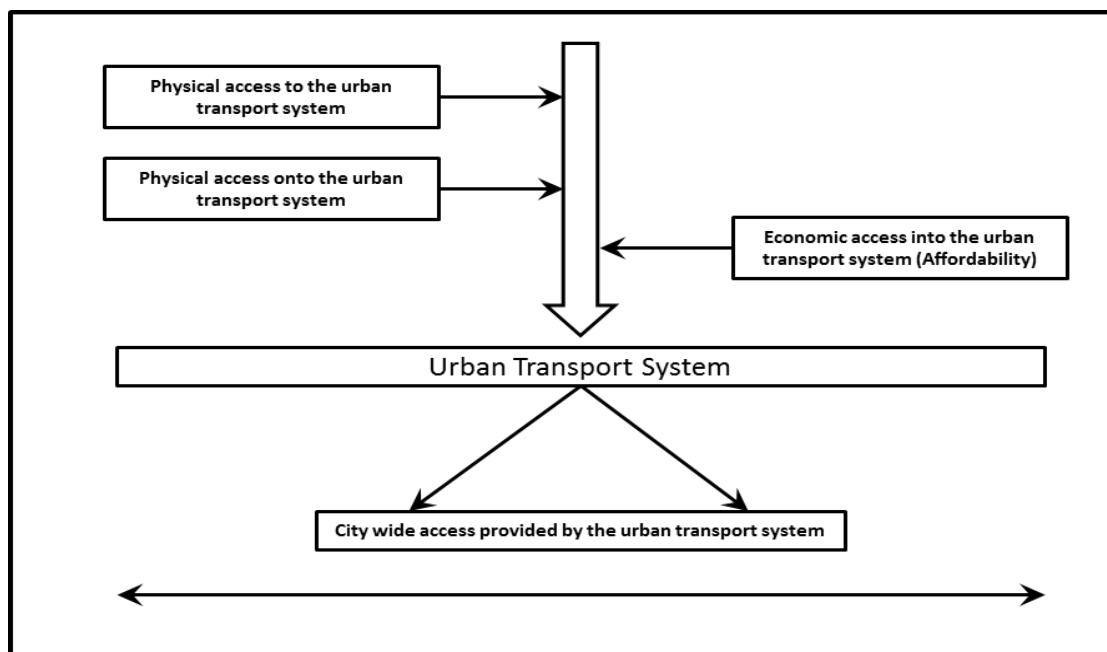 Physical access to the urban
transport system
Physical access onto the urban
transport system
Economic access into the urban
transport system (Affordability)
Urban Transport System
City wide access provided by the urban transport system